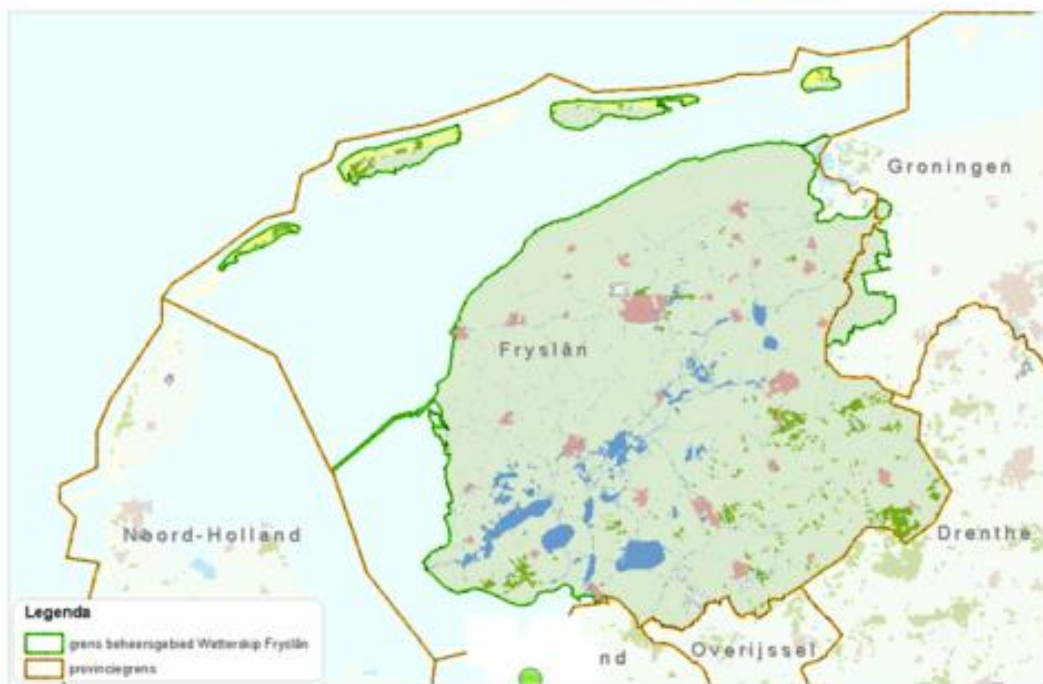 Groningen
Fryslân
Noord-Holland
Drenthe
Legenda
grens beheersgebied Wetterskip Fryslân
provinciegrens
nd
Overijssel